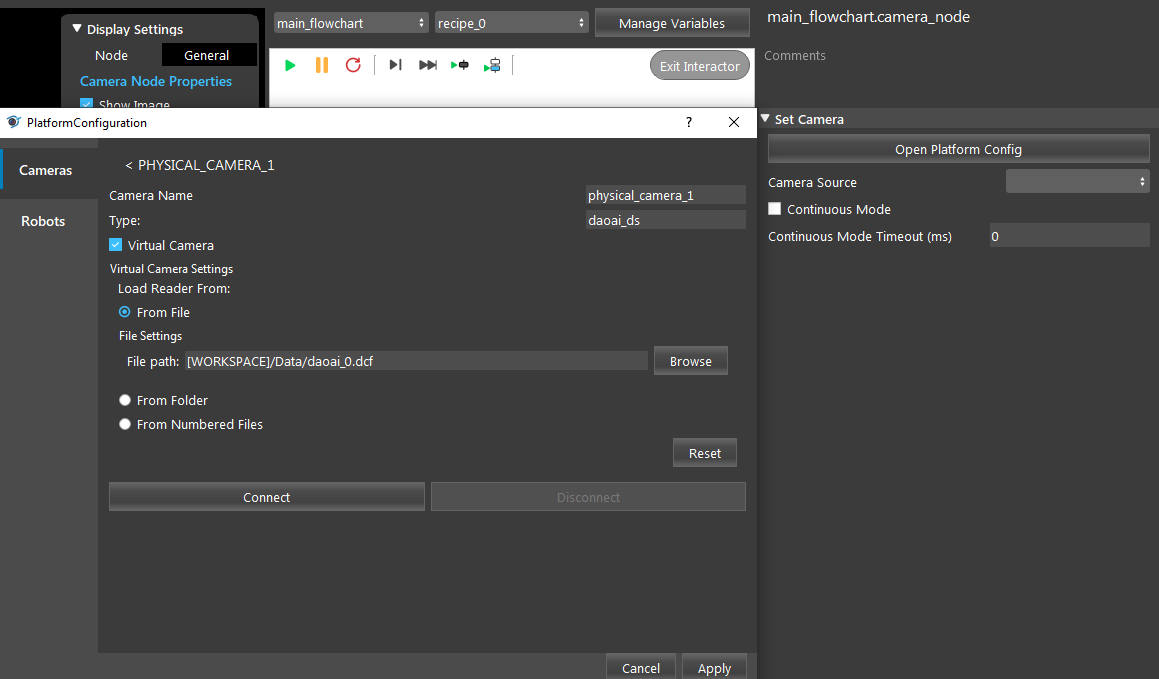 Display Settings
Node General
Camera Node Properties
Show Image
main_flowchart recipe_0 Manage Variables
Exit Interactor
main_flowchart.camera_node
Comments
PlatformConfiguration ?
Cameras
Robots
< PHYSICAL_CAMERA_1
Camera Name physical_camera_1
Type: daoai_ds
Virtual Camera
Virtual Camera Settings
Load Reader From:
From File
File Settings
File path: [WORKSPACE]/Data/daoai_0.dcf Browse
From Folder
From Numbered Files
Reset
Connect Disconnect
Cancel Apply
Set Camera
Open Platform Config
Camera Source
Continuous Mode
Continuous Mode Timeout (ms) 0